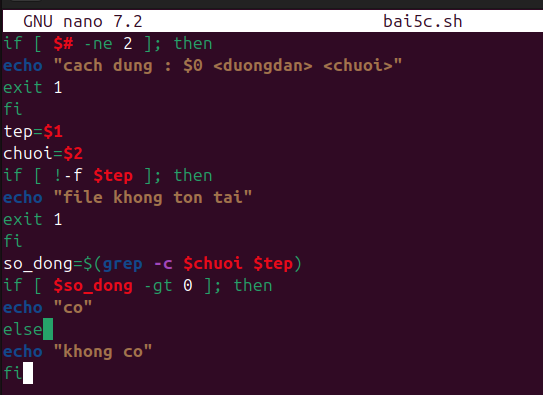 GNU nano 7.2 bai5c.sh
if [ $# -ne 2 ]; then
echo "cach dung : $0 <duongdan> <chuoi>"
exit 1
fi
tep=$1
chuoi=$2
if [ !-f $tep ]; then
echo "file khong ton tai"
exit 1
fi
so_dong=$(grep -c $chuoi $tep)
if [ $so_dong -gt 0 ]; then
echo "co"
else
echo "khong co"
fi